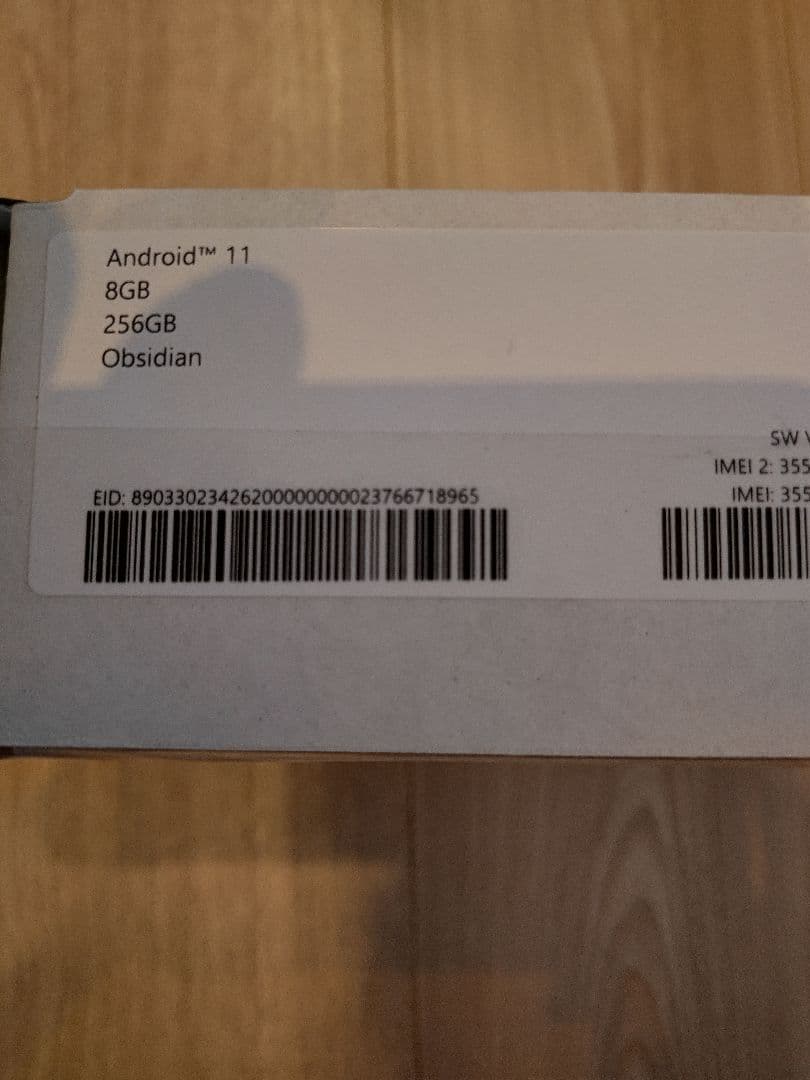 Android™ 11
8GB
256GB
Obsidian
SW
IMEI 2: 355
IMEI: 355
EID: 89033023426200000000023766718965